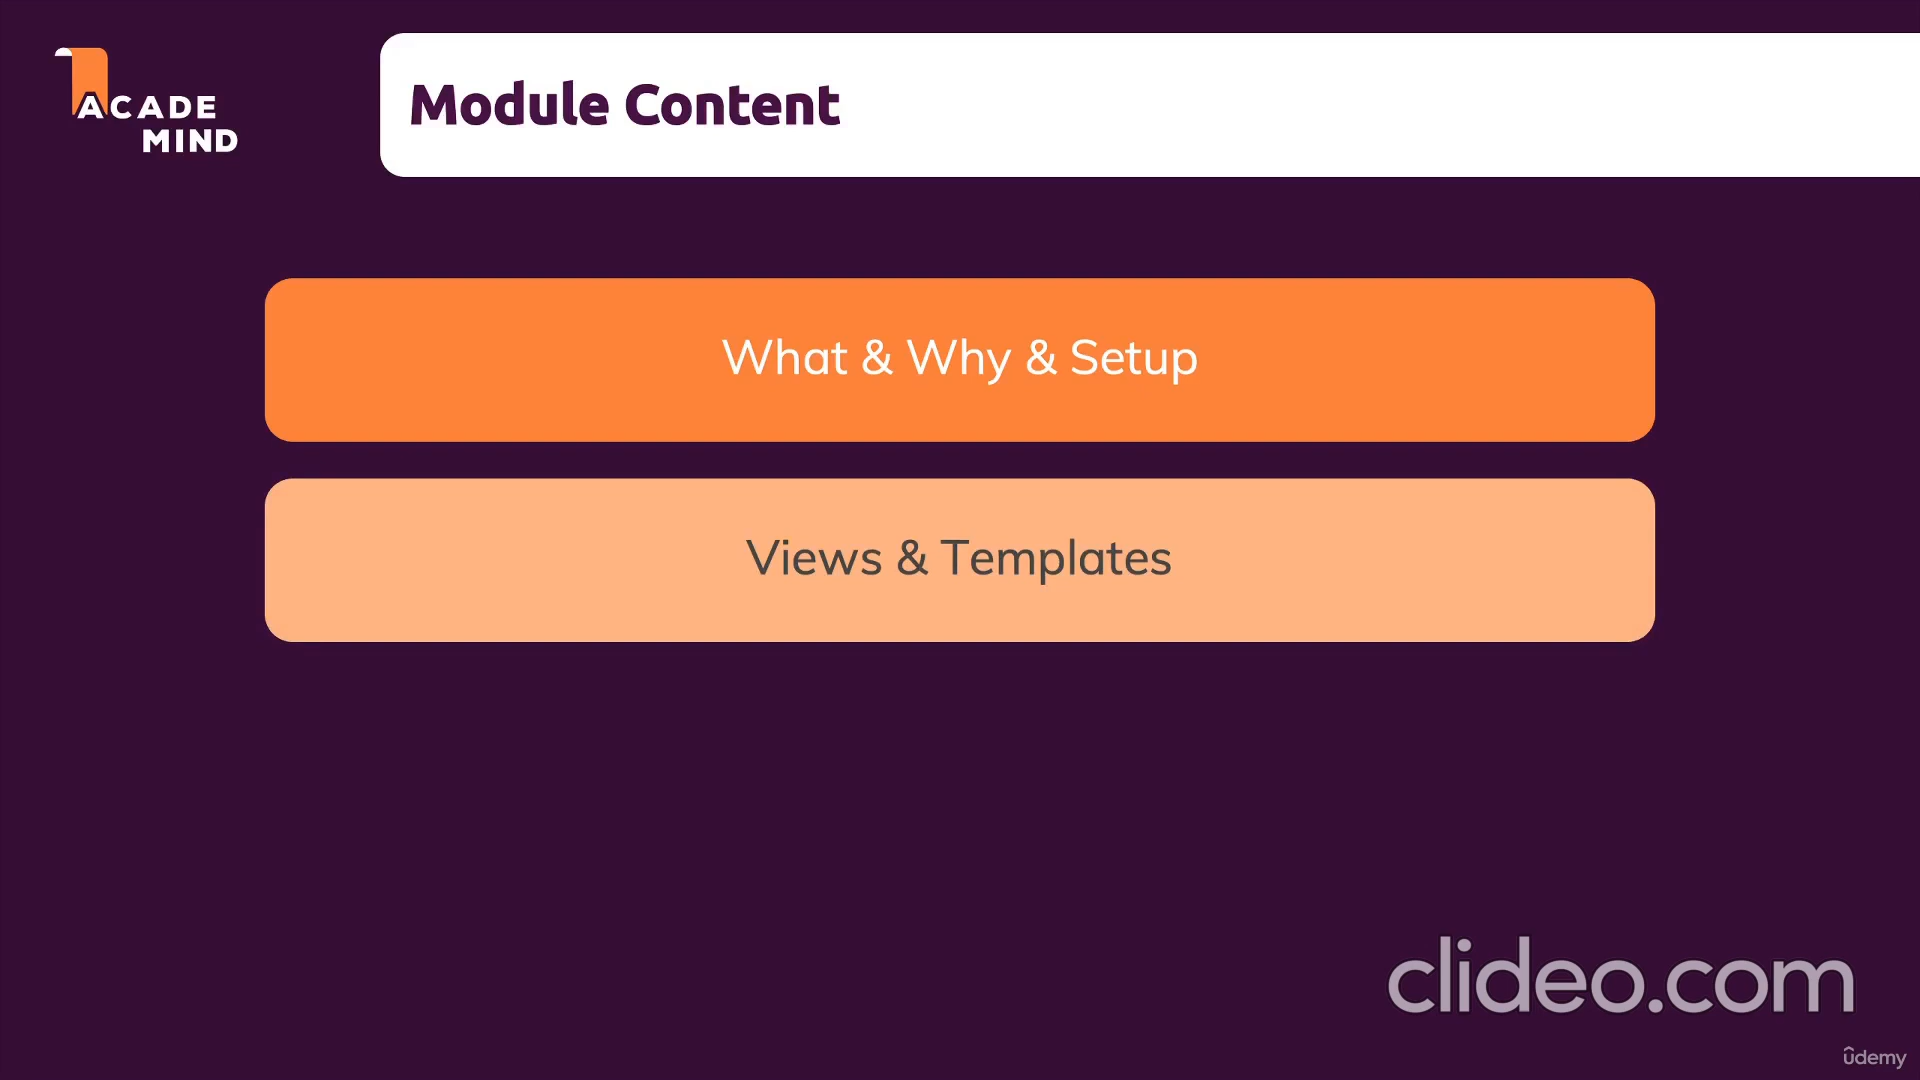 ACADE
MIND
Module Content
What & Why & Setup
Views & Templates
clideo.com
ûdemy